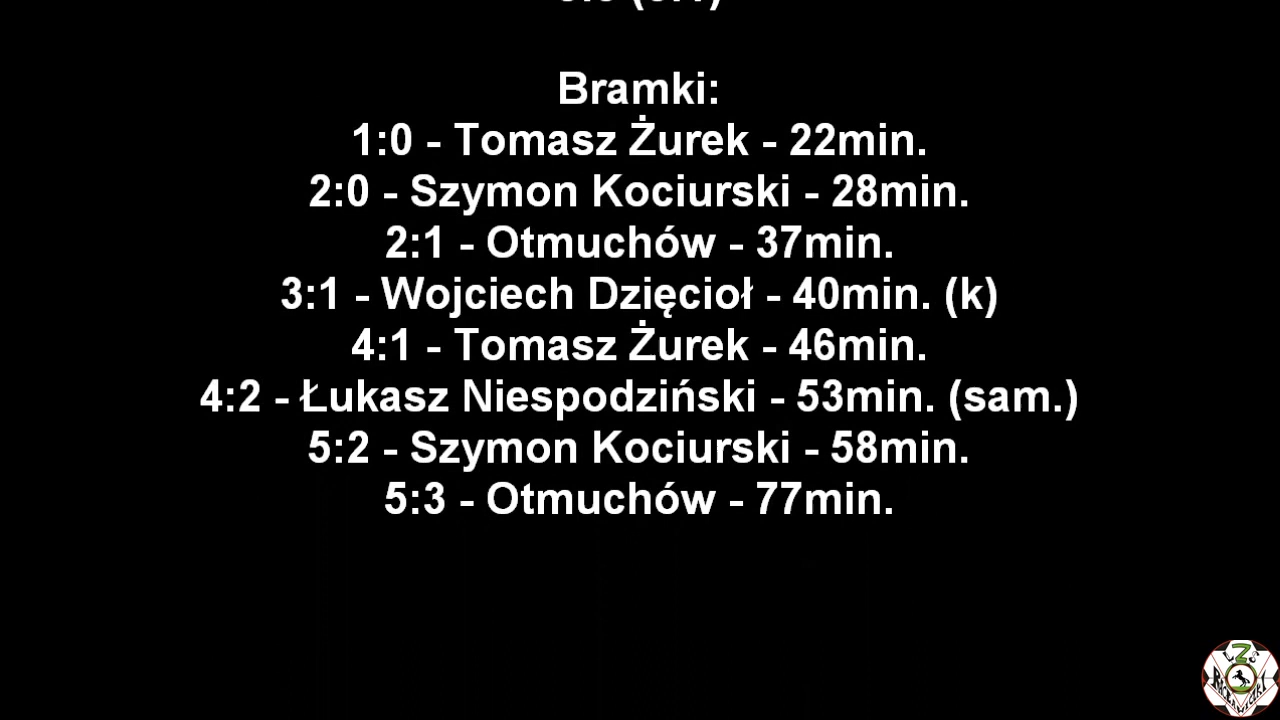 Bramki:
1:0 - Tomasz Żurek - 22min.
2:0 - Szymon Kociurski - 28min.
2:1 - Otmuchów - 37min.
3:1 - Wojciech Dzięcioł - 40min. (k)
4:1 - Tomasz Żurek - 46min.
4:2 - Łukasz Niespodziński - 53min. (sam.)
5:2 - Szymon Kociurski - 58min.
5:3 - Otmuchów - 77min.
LZS